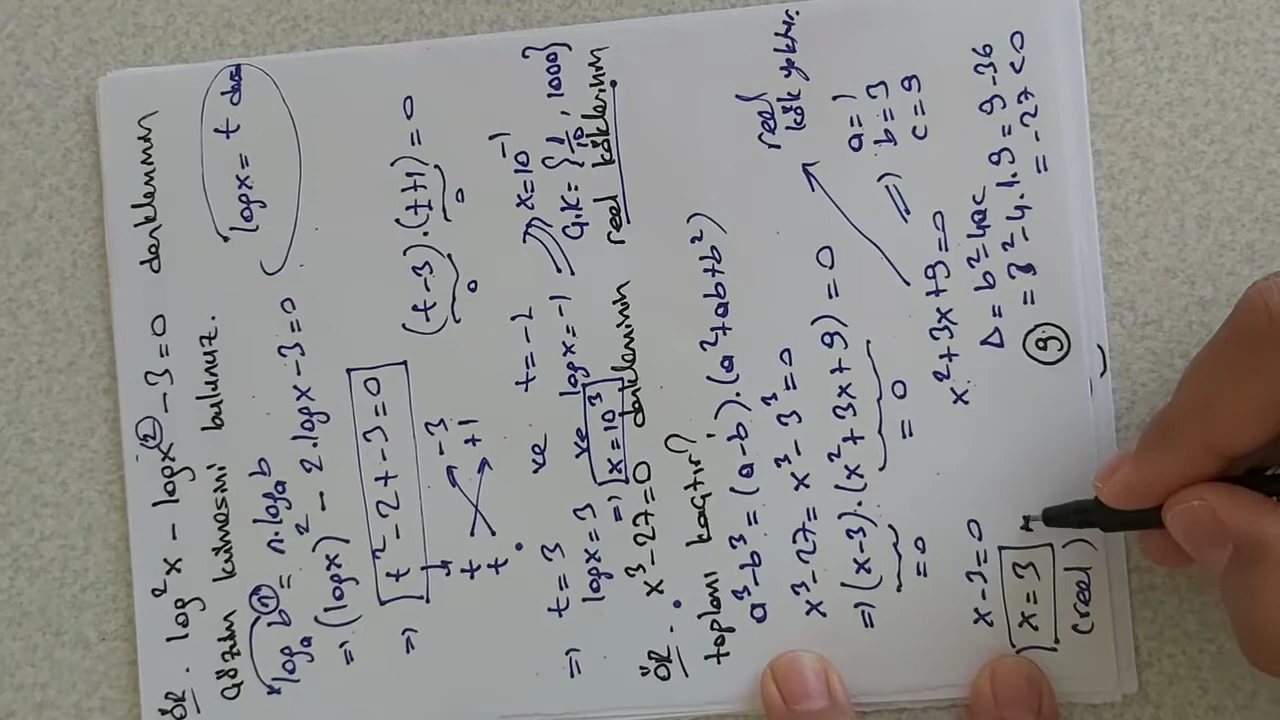 ÖR. log²x - logx² - 3 = 0 denkleminin
çözüm kümesini bulunuz.
logₐbⁿ = n.logₐb
logx = t
=> (logx)² - 2.logx - 3 = 0
=> t² - 2t - 3 = 0
t -3
t +1
(t-3).(t+1) = 0
0 0
=> t = 3 ve t = -1
logx = 3 ve logx = -1 => x = 10⁻¹
=> x = 10³ Ç.K = {1/10, 1000}
ÖR. x³ - 27 = 0 denkleminin reel köklerinin
toplamı kaçtır?
a³ - b³ = (a-b).(a² + ab + b²)
x³ - 27 = x³ - 3³ = 0
=> (x-3).(x² + 3x + 9) = 0
= 0 = 0
reel
kök yoktur.
x - 3 = 0 x² + 3x + 9 = 0 => a = 1
b = 3
c = 9
x = 3
(reel)
Δ = b² - 4ac
= 3² - 4.1.9 = 9 - 36
= -27 < 0
9